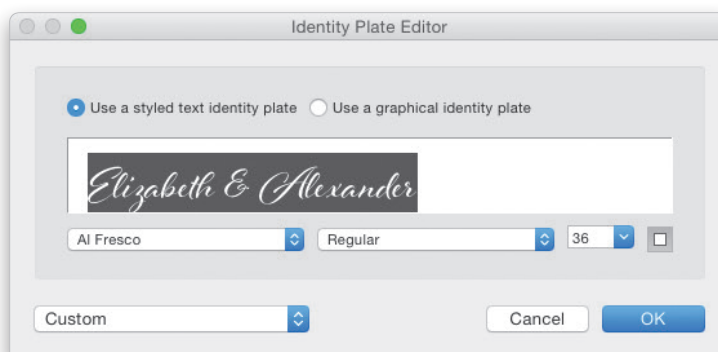 Identity Plate Editor
Use a styled text identity plate Use a graphical identity plate
Elizabeth & Alexander
Al Fresco Regular 36
Custom Cancel OK